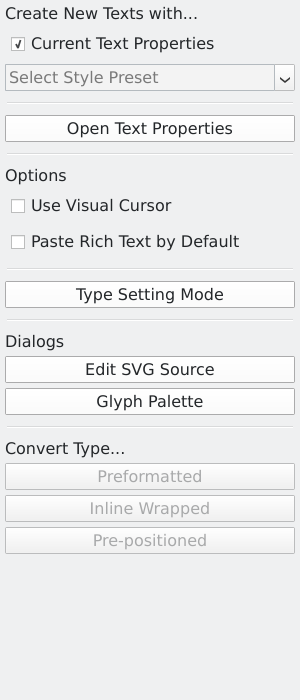 Create New Texts with...
Current Text Properties
Select Style Preset
Open Text Properties
Options
Use Visual Cursor
Paste Rich Text by Default
Type Setting Mode
Dialogs
Edit SVG Source
Glyph Palette
Convert Type...
Preformatted
Inline Wrapped
Pre-positioned